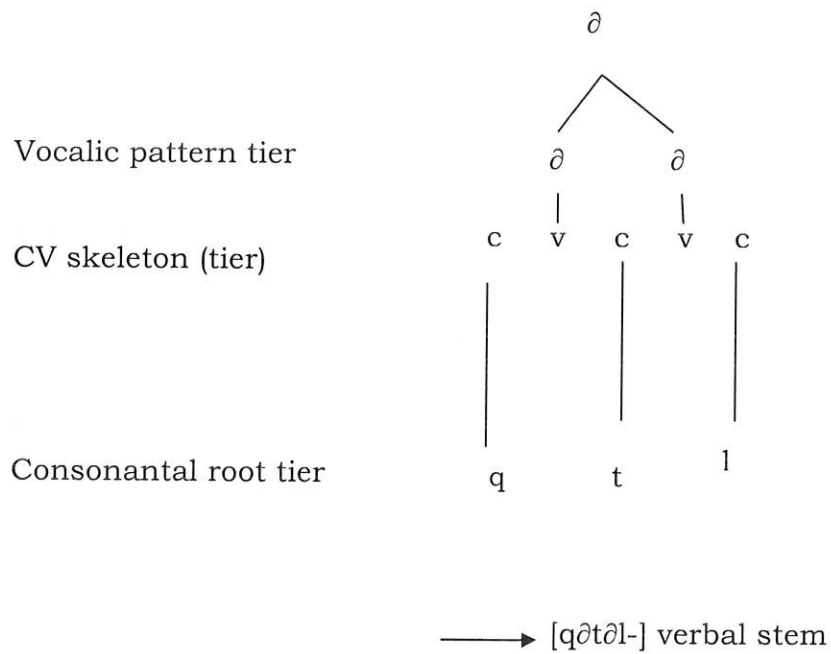 ∂
Vocalic pattern tier ∂ ∂
CV skeleton (tier) c v c v c
Consonantal root tier q t l
[q∂t∂l-] verbal stem